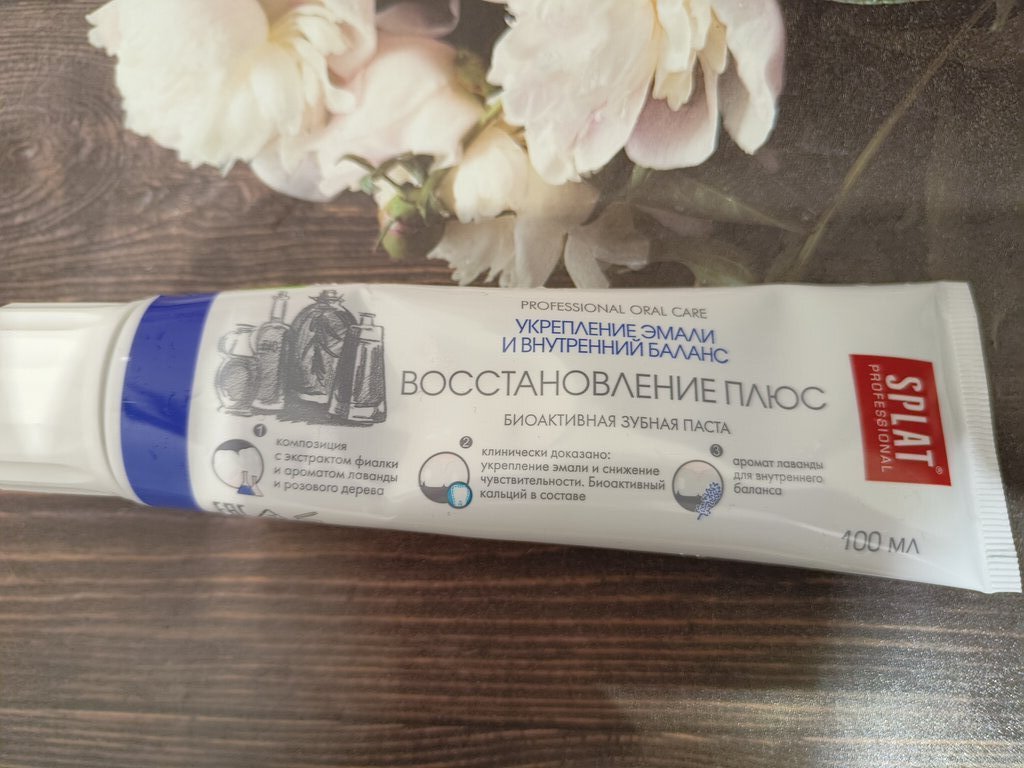 PROFESSIONAL ORAL CARE
УКРЕПЛЕНИЕ ЭМАЛИ
И ВНУТРЕННИЙ БАЛАНС
ВОССТАНОВЛЕНИЕ ПЛЮС
БИОАКТИВНАЯ ЗУБНАЯ ПАСТА
1
композиция
с экстрактом фиалки
и ароматом лаванды
и розового дерева
2
клинически доказано:
укрепление эмали и снижение
чувствительности. Биоактивный
кальций в составе
3
аромат лаванды
для внутреннего
баланса
SPLAT®
PROFESSIONAL
100 мл
EAC